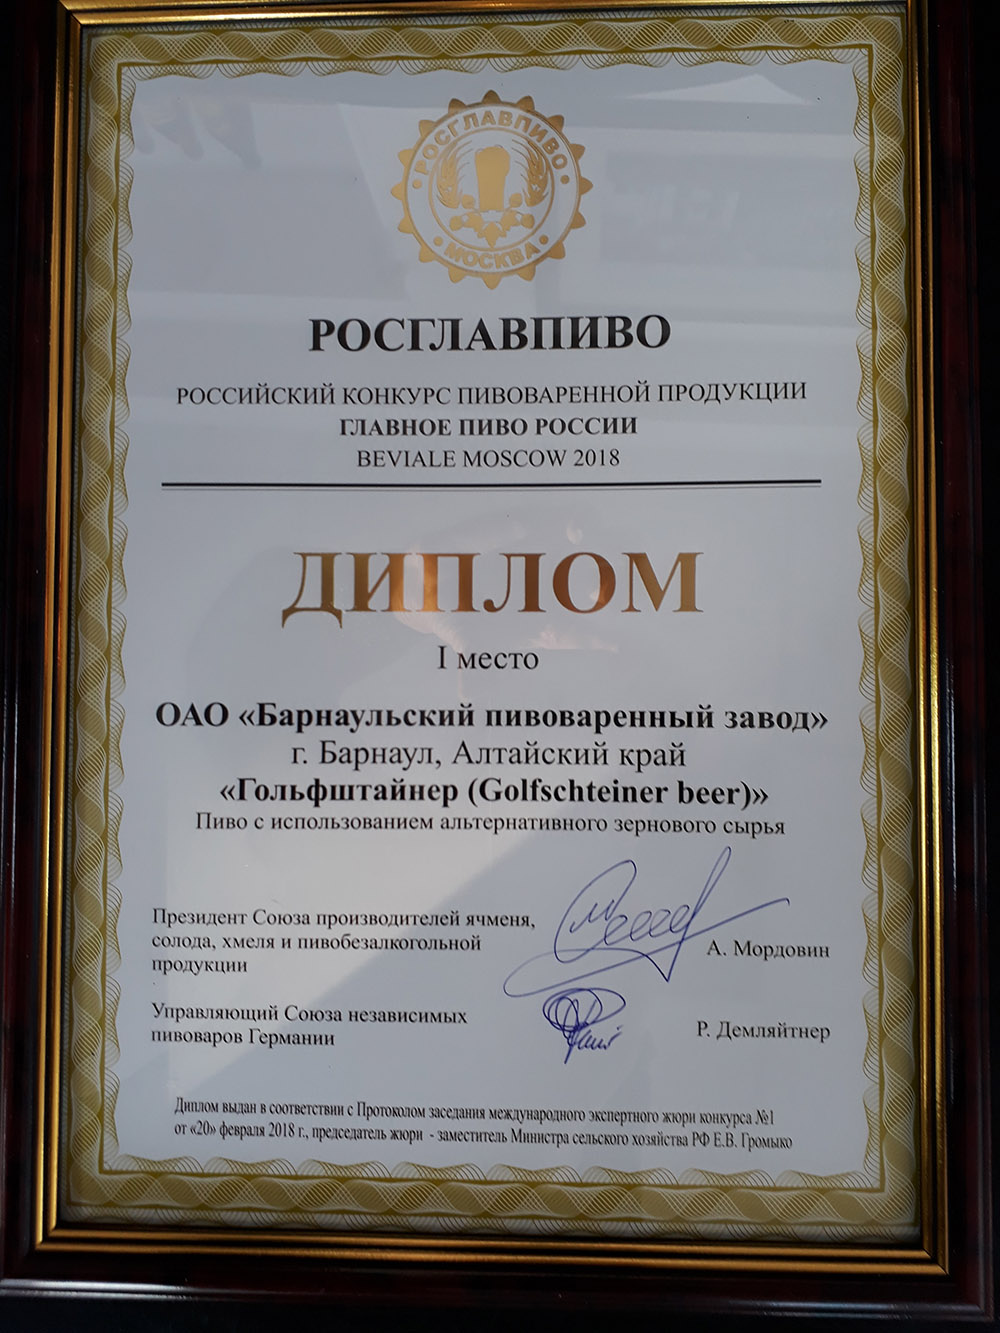 РОСГЛАВПИВО
МОСКВА
РОСГЛАВПИВО
РОССИЙСКИЙ КОНКУРС ПИВОВАРЕННОЙ ПРОДУКЦИИ
ГЛАВНОЕ ПИВО РОССИИ
BEVIALE MOSCOW 2018
ДИПЛОМ
I место
ОАО «Барнаульский пивоваренный завод»
г. Барнаул, Алтайский край
«Гольфштайнер (Golfschteiner beer)»
Пиво с использованием альтернативного зернового сырья
Президент Союза производителей ячменя,
солода, хмеля и пивобезалкогольной
продукции
А. Мордовин
Управляющий Союза независимых
пивоваров Германии
Р. Демляйтнер
Диплом выдан в соответствии с Протоколом заседания международного экспертного жюри конкурса №1
от «20» февраля 2018 г., председатель жюри - заместитель Министра сельского хозяйства РФ Е.В. Громыко